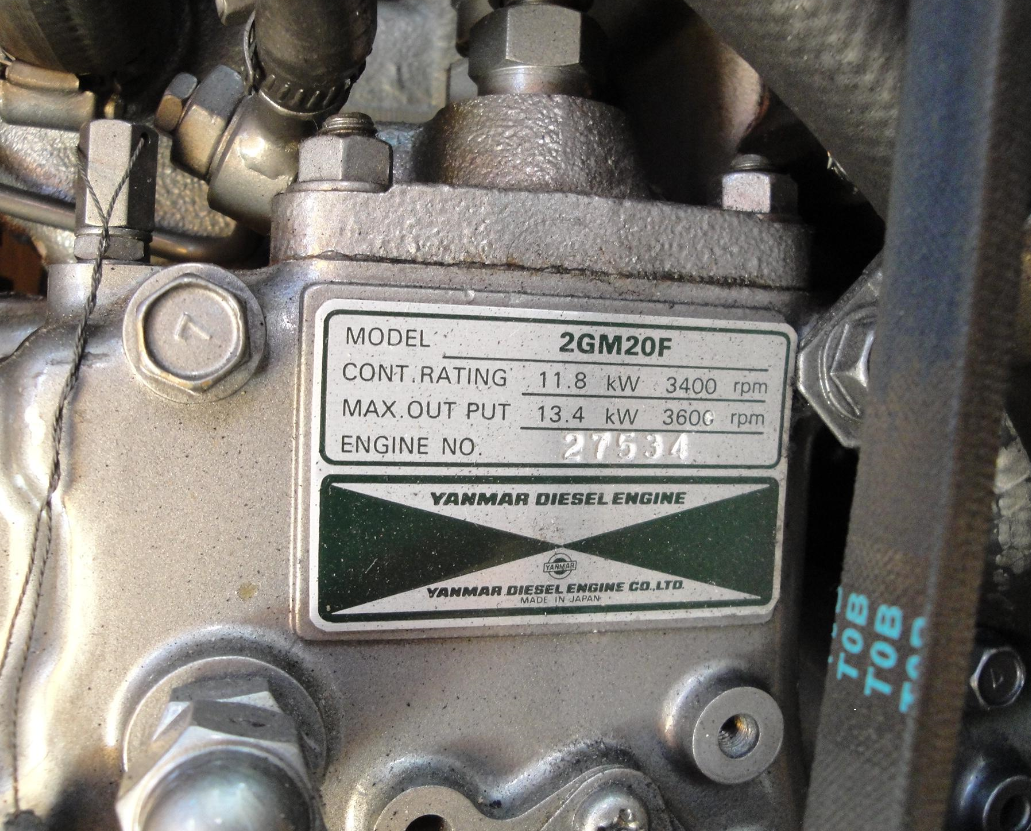 7
MODEL 2GM20F
CONT.RATING 11.8 kW 3400 rpm
MAX.OUT PUT 13.4 kW 3600 rpm
ENGINE NO. 27534
YANMAR DIESEL ENGINE
YANMAR
YANMAR DIESEL ENGINE CO.,LTD.
MADE IN JAPAN
TOB
TOB